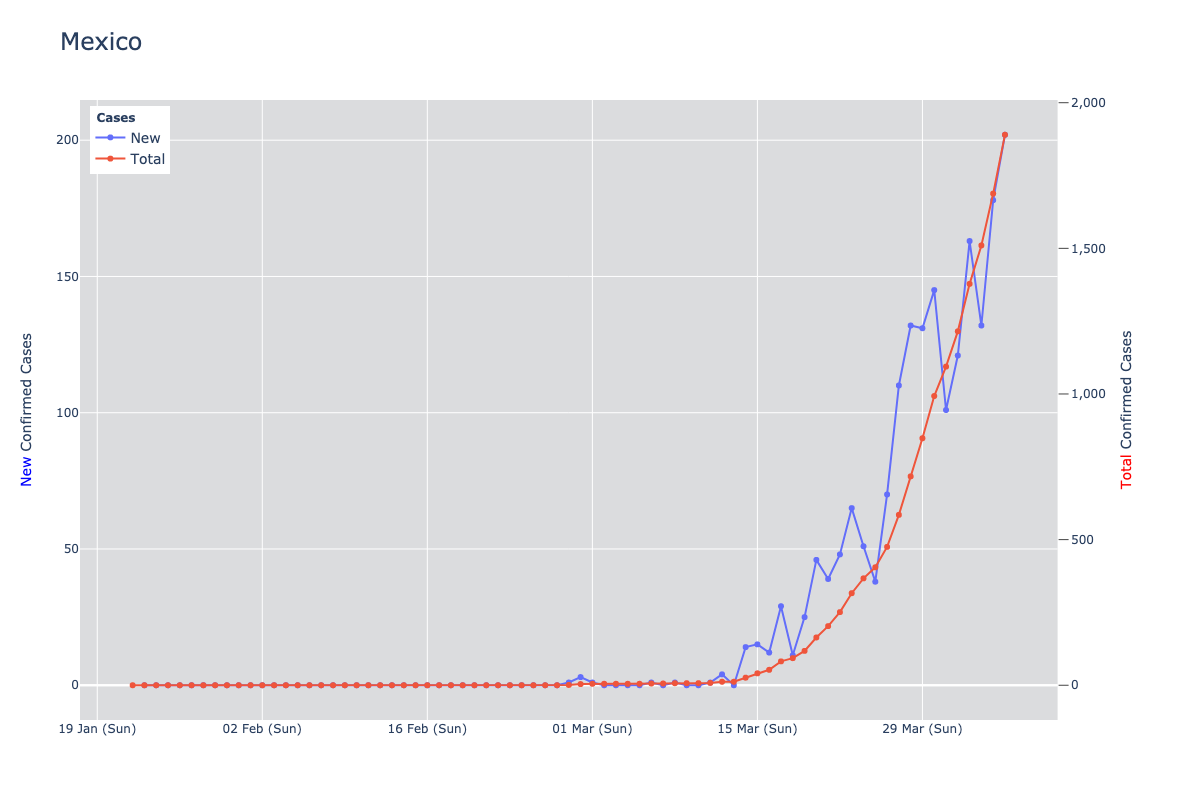 Mexico
Cases
New
Total
200
150
100
50
0
2,000
1,500
1,000
500
0
New Confirmed Cases
Total Confirmed Cases
19 Jan (Sun)
02 Feb (Sun)
16 Feb (Sun)
01 Mar (Sun)
15 Mar (Sun)
29 Mar (Sun)